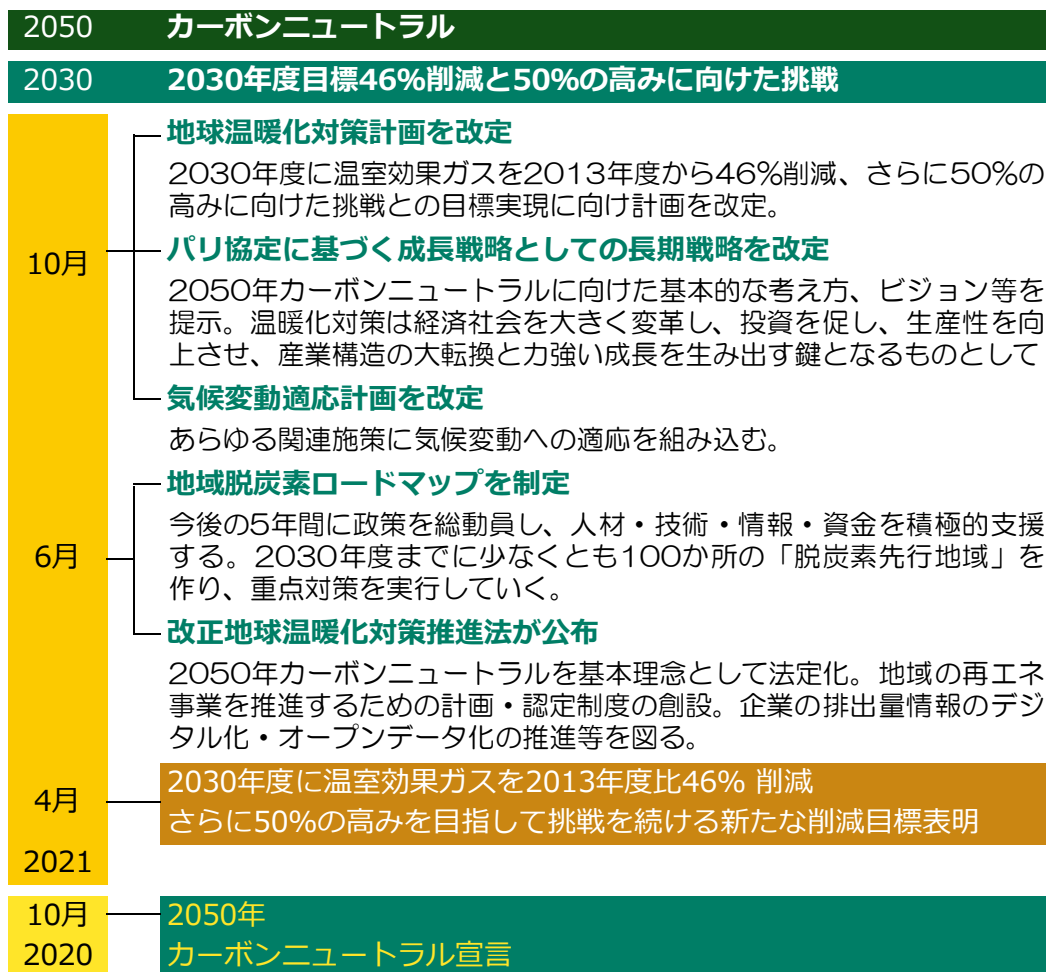 2050 カーボンニュートラル
2030 2030年度目標46%削減と50%の高みに向けた挑戦
地球温暖化対策計画を改定
2030年度に温室効果ガスを2013年度から46%削減、さらに50%の
高みに向けた挑戦との目標実現に向け計画を改定。
10月
パリ協定に基づく成長戦略としての長期戦略を改定
2050年カーボンニュートラルに向けた基本的な考え方、ビジョン等を
提示。温暖化対策は経済社会を大きく変革し、投資を促し、生産性を向
上させ、産業構造の大転換と力強い成長を生み出す鍵となるものとして
気候変動適応計画を改定
あらゆる関連施策に気候変動への適応を組み込む。
地域脱炭素ロードマップを制定
6月
今後の5年間に政策を総動員し、人材・技術・情報・資金を積極的支援
する。2030年度までに少なくとも100か所の「脱炭素先行地域」を
作り、重点対策を実行していく。
改正地球温暖化対策推進法が公布
2050年カーボンニュートラルを基本理念として法定化。地域の再エネ
事業を推進するための計画・認定制度の創設。企業の排出量情報のデジ
タル化・オープンデータ化の推進等を図る。
4月
2030年度に温室効果ガスを2013年度比46% 削減
さらに50%の高みを目指して挑戦を続ける新たな削減目標表明
2021
10月 2050年
2020 カーボンニュートラル宣言